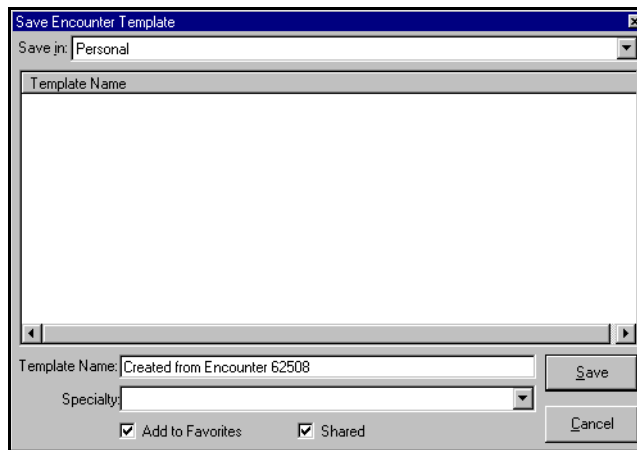 Save Encounter Template
Save in: Personal
Template Name
Template Name: Created from Encounter 62508
Save
Specialty:
Add to Favorites
Shared
Cancel